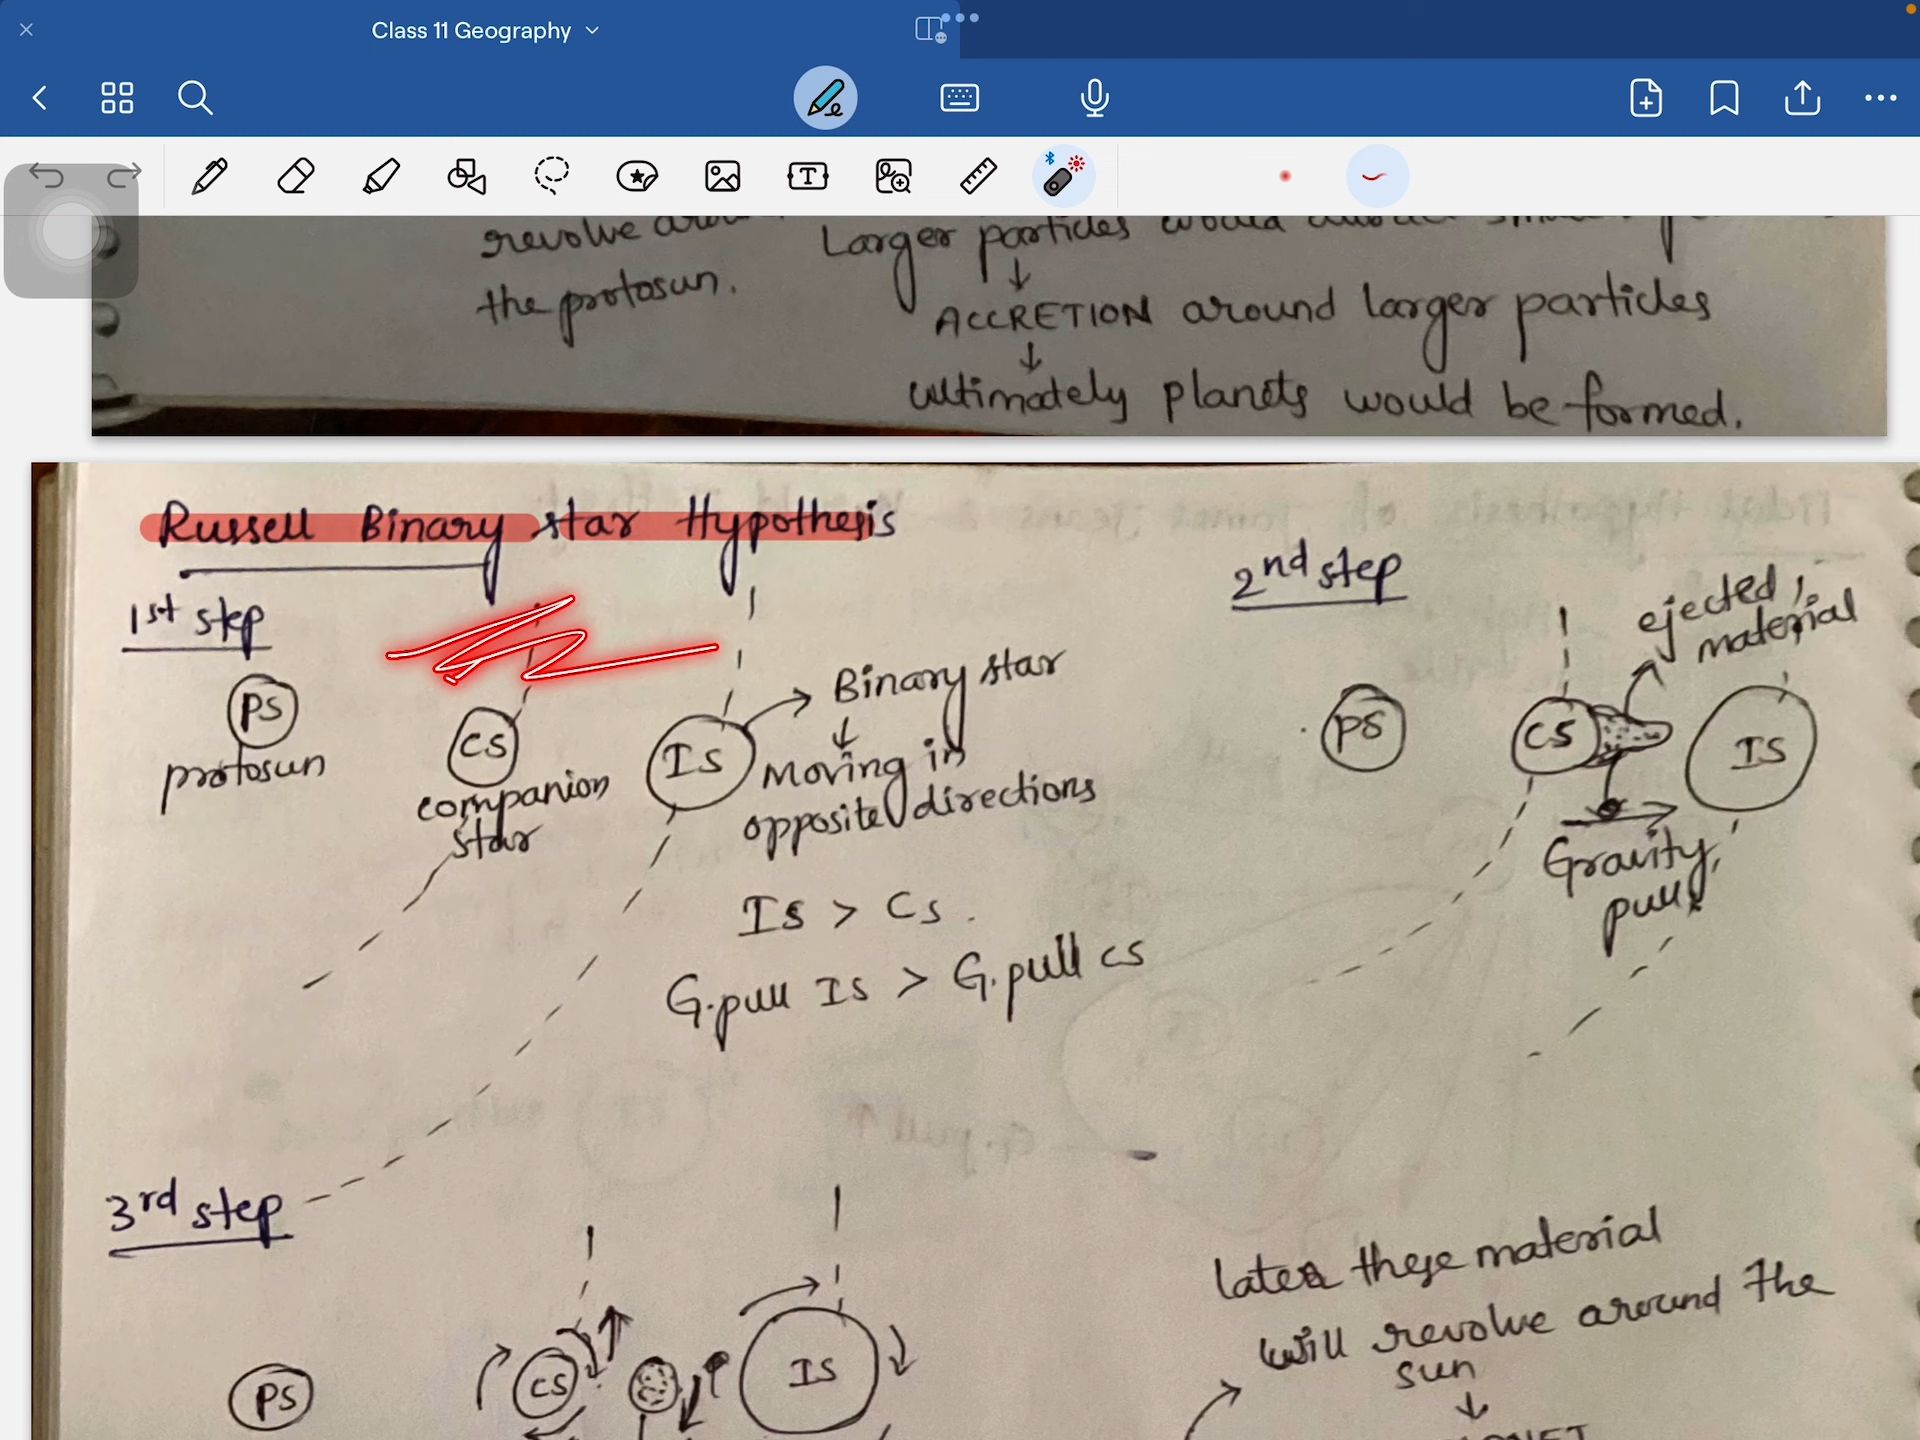 Class 11 Geography
revolve
the protosun.
Larger particles would
ACCRETION around larger particles
ultimately planets would be formed.
Russell Binary star Hypothesis
1st step
PS
protosun
CS
companion
star
IS
Binary star
Moving in
opposite directions
IS > CS.
G.pull IS > G.pull CS
2nd step
ejected
material
PS
CS
IS
Gravity
pull
3rd step
PS
CS
IS
later these material
will revolve around the
sun